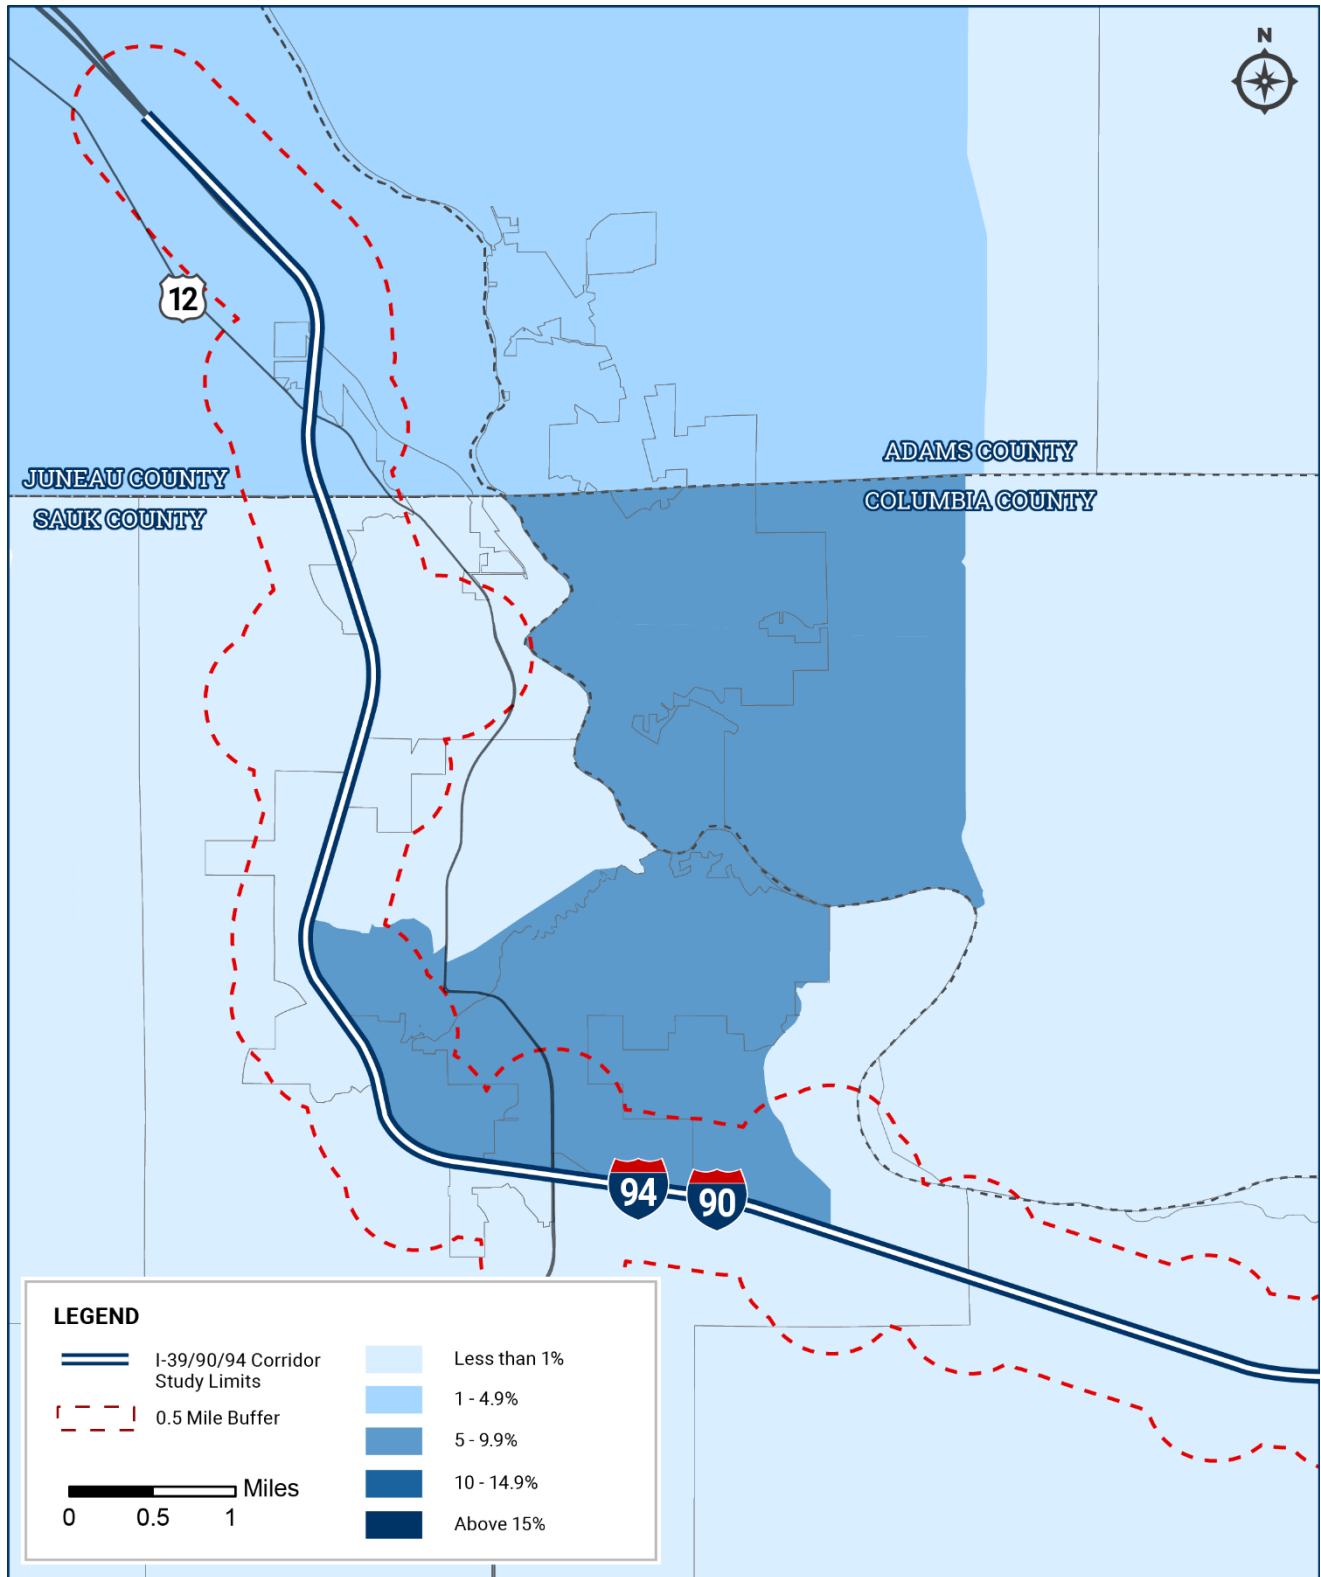 N
12
JUNEAU COUNTY
SAUK COUNTY
ADAMS COUNTY
COLUMBIA COUNTY
94
90
LEGEND
I-39/90/94 Corridor
Study Limits
0.5 Mile Buffer
Miles
0 0.5 1
Less than 1%
1 - 4.9%
5 - 9.9%
10 - 14.9%
Above 15%